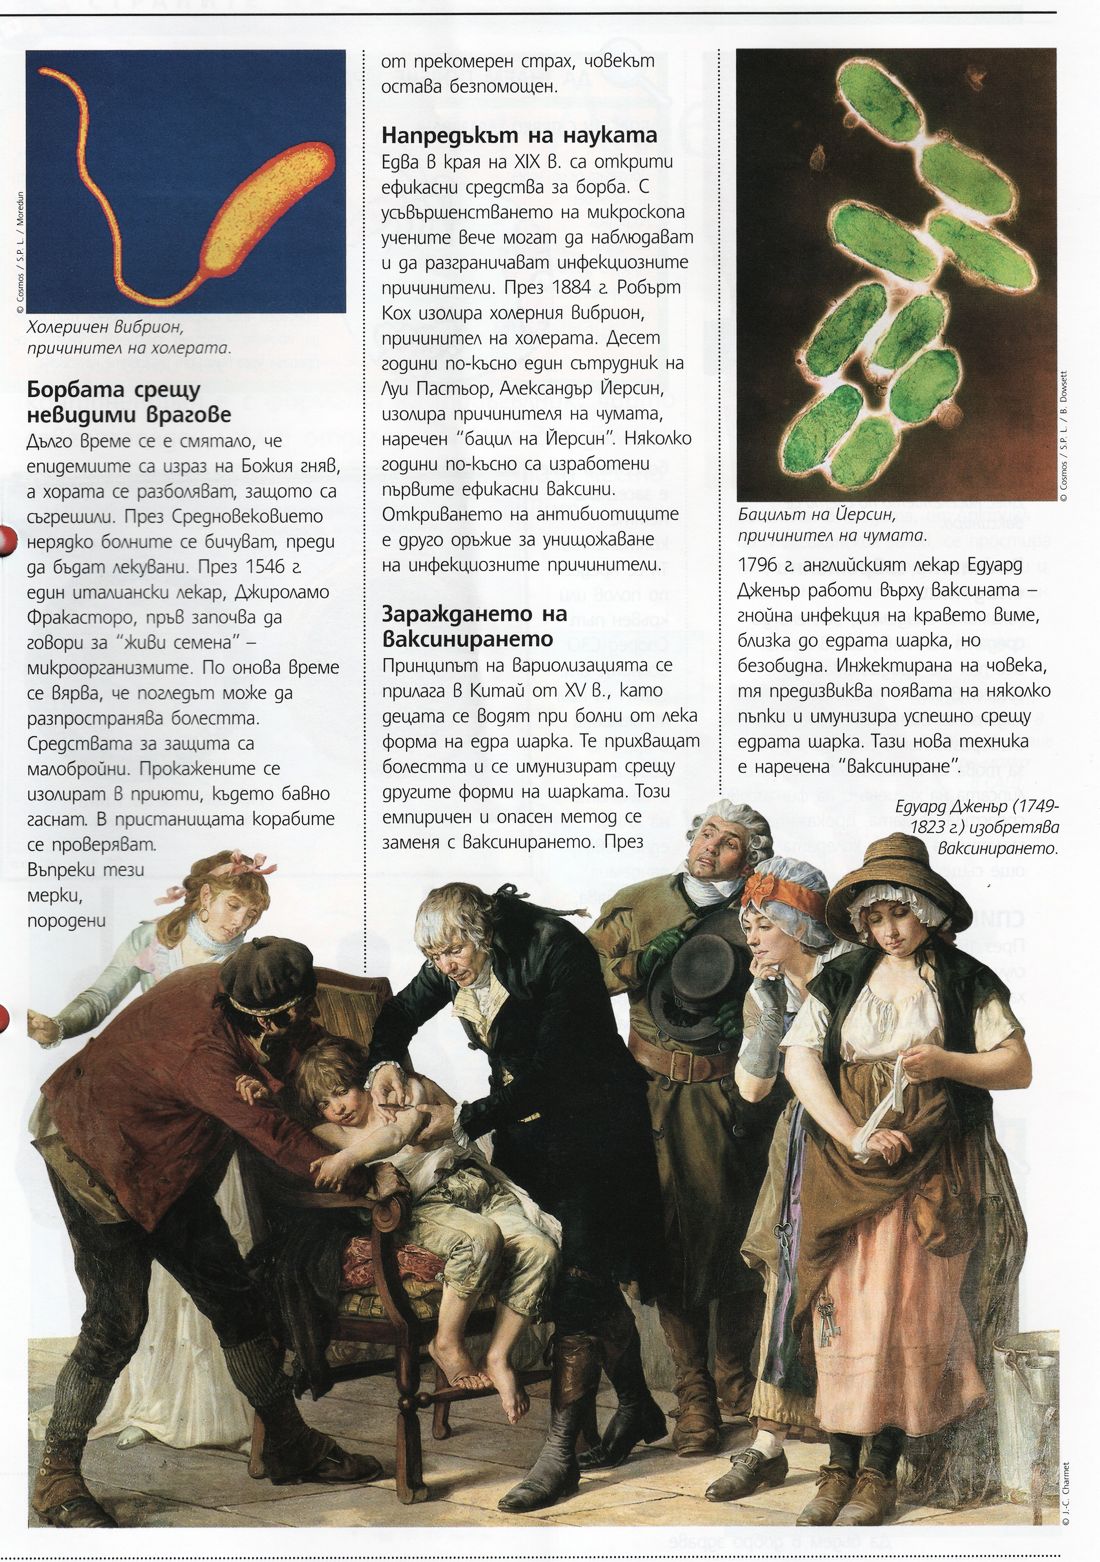 © Cosmos / S.P. L. / Moredun
Холеричен вибрион,
причинител на холерата.
Борбата срещу
невидими врагове
Дълго време се е смятало, че
епидемиите са израз на Божия гняв,
а хората се разболяват, защото са
съгрешили. През Средновековието
нерядко болните се бичуват, преди
да бъдат лекувани. През 1546 г.
един италиански лекар, Джироламо
Фракасторо, пръв започва да
говори за “живи семена” –
микроорганизмите. По онова време
се вярва, че погледът може да
разпространява болестта.
Средствата за защита са
малобройни. Прокажените се
изолират в приюти, където бавно
гаснат. В пристанищата корабите
се проверяват.
Въпреки тези
мерки,
породени
от прекомерен страх, човекът
остава безпомощен.
Напредъкът на науката
Едва в края на XIX в. са открити
ефикасни средства за борба. С
усъвършенстването на микроскопа
учените вече могат да наблюдават
и да разграничават инфекциозните
причинители. През 1884 г. Робърт
Кох изолира холерния вибрион,
причинител на холерата. Десет
години по-късно един сътрудник на
Луи Пастьор, Александър Йерсин,
изолира причинителя на чумата,
наречен “бацил на Йерсин”. Няколко
години по-късно са изработени
първите ефикасни ваксини.
Откриването на антибиотиците
е друго оръжие за унищожаване
на инфекциозните причинители.
Зараждането на
ваксинирането
Принципът на вариолизацията се
прилага в Китай от XV в., като
децата се водят при болни от лека
форма на едра шарка. Те прихващат
болестта и се имунизират срещу
другите форми на шарката. Този
емпиричен и опасен метод се
заменя с ваксинирането. През
© Cosmos / S.P. L. / B. Dowsett
Бацилът на Йерсин,
причинител на чумата.
1796 г. английският лекар Едуард
Дженър работи върху ваксината –
гнойна инфекция на кравето виме,
близка до едрата шарка, но
безобидна. Инжектирана на човека,
тя предизвиква появата на няколко
пъпки и имунизира успешно срещу
едрата шарка. Тази нова техника
е наречена “ваксиниране”.
Едуард Дженър (1749-
1823 г.) изобретява
ваксинирането.
© J.-C. Charmet